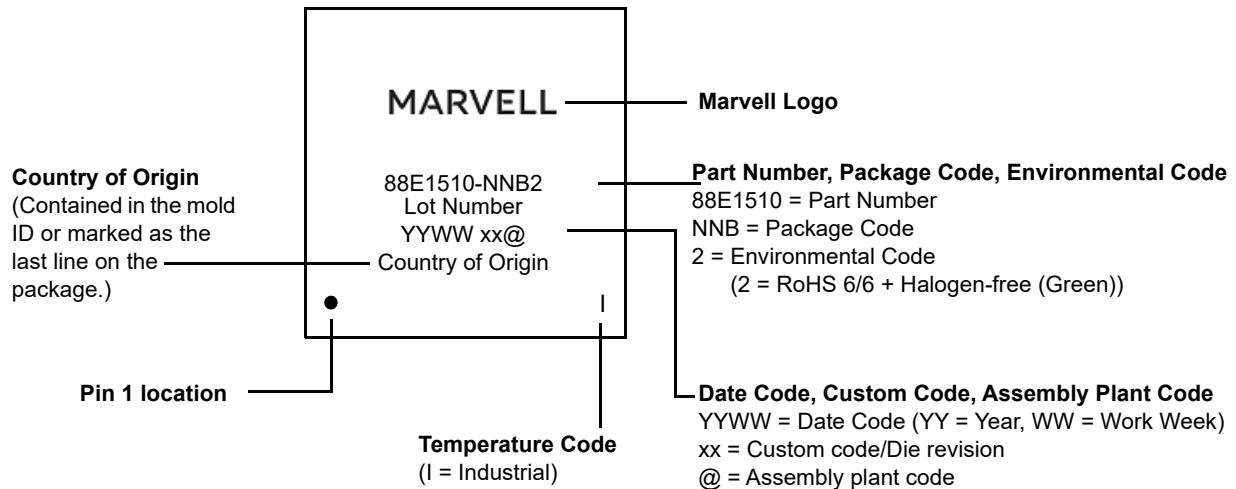 MARVELL
Marvell Logo
Country of Origin
(Contained in the mold
ID or marked as the
last line on the
package.)
88E1510-NNB2
Lot Number
YYWW xx@
Country of Origin
I
Part Number, Package Code, Environmental Code
88E1510 = Part Number
NNB = Package Code
2 = Environmental Code
(2 = RoHS 6/6 + Halogen-free (Green))
Pin 1 location
Temperature Code
(I = Industrial)
Date Code, Custom Code, Assembly Plant Code
YYWW = Date Code (YY = Year, WW = Work Week)
xx = Custom code/Die revision
@ = Assembly plant code